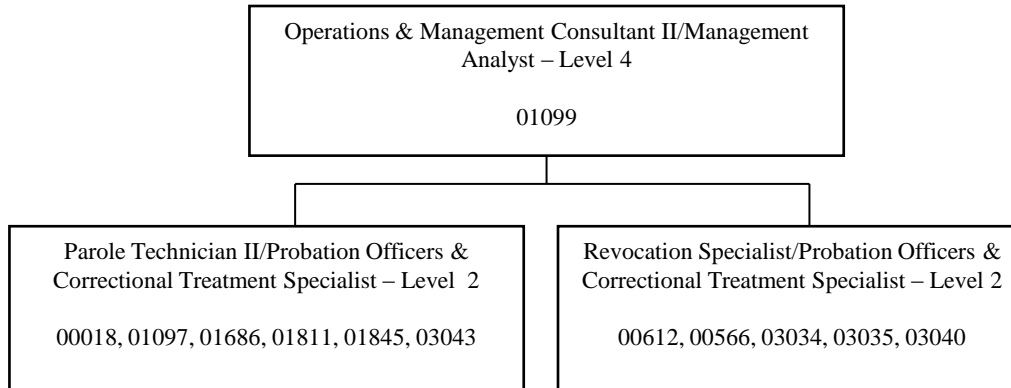 Operations & Management Consultant II/Management
Analyst – Level 4
01099
Parole Technician II/Probation Officers &
Correctional Treatment Specialist – Level  2
00018, 01097, 01686, 01811, 01845, 03043
Revocation Specialist/Probation Officers &
Correctional Treatment Specialist – Level 2
00612, 00566, 03034, 03035, 03040